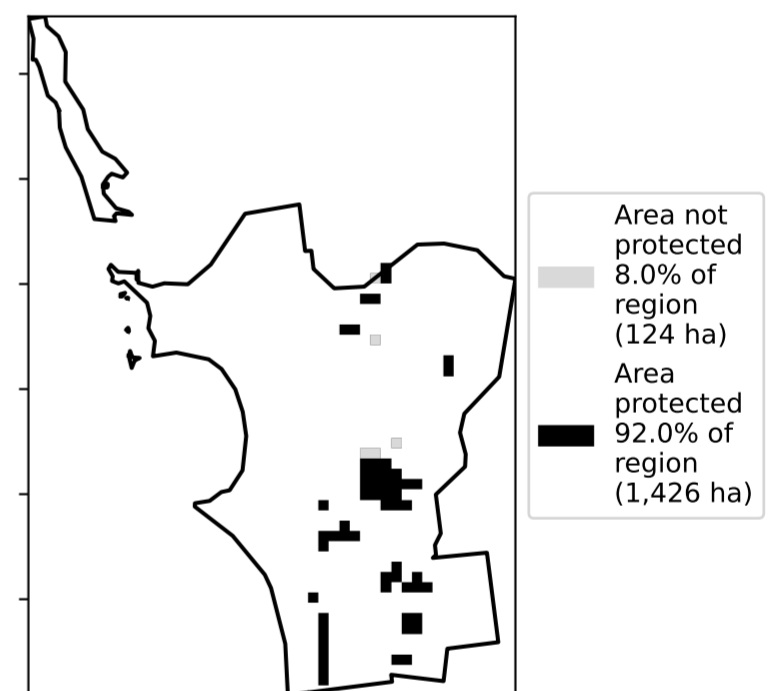 Area not
protected
8.0% of
region
(124 ha)
Area
protected
92.0% of
region
(1,426 ha)